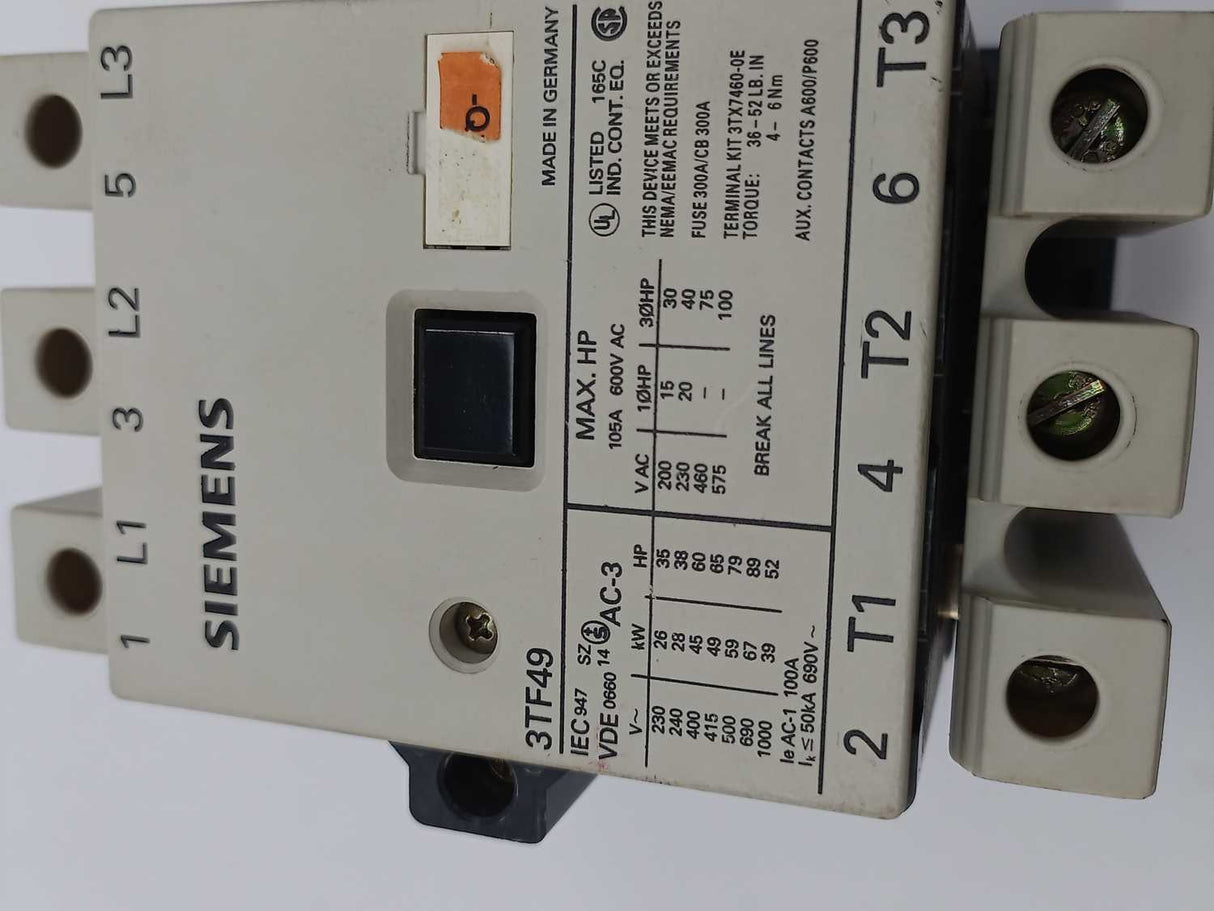 1 L1 3 L2 5 L3
SIEMENS
O-
3TF49
MADE IN GERMANY
IEC 947 SZ
VDE 0660 14 S AC-3
V~ kW HP
230 26 35
240 28 38
400 45 60
415 49 65
500 59 79
690 67 89
1000 39 52
Ie AC-1 100A
Ik ≤ 50kA 690V ~
MAX. HP
105A 600V AC
V AC 1ØHP 3ØHP
200 15 30
230 20 40
460 – 75
575 – 100
BREAK ALL LINES
UL LISTED 165C SA
IND. CONT. EQ.
THIS DEVICE MEETS OR EXCEEDS
NEMA/EEMAC REQUIREMENTS
FUSE 300A/CB 300A
TERMINAL KIT 3TX7460-0E
TORQUE: 36–52 LB. IN
4– 6 Nm
AUX. CONTACTS A600/P600
2 T1 4 T2 6 T3